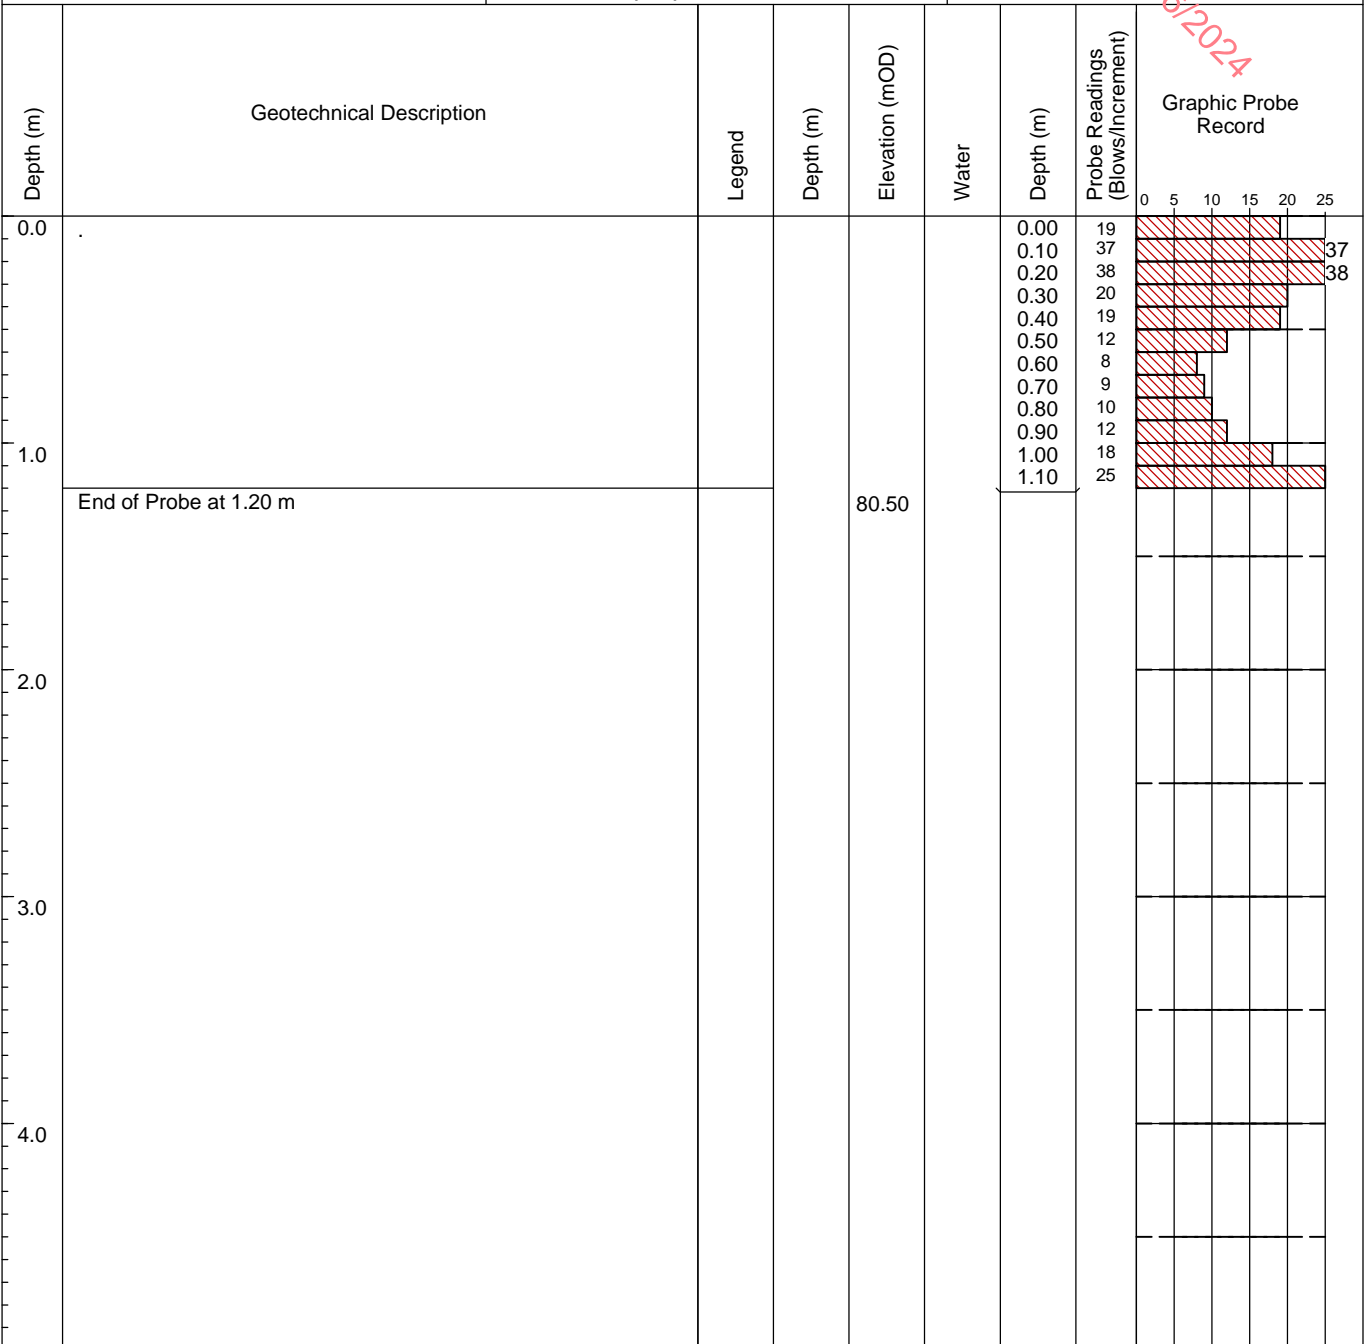 6/2024
Depth (m)
Geotechnical Description
Legend
Depth (m)
Elevation (mOD)
Water
Depth (m)
Probe Readings
(Blows/Increment)
Graphic Probe
Record
0 5 10 15 20 25
0.0 . 0.00 19
0.10 37 37
0.20 38 38
0.30 20
0.40 19
0.50 12
0.60 8
0.70 9
0.80 10
0.90 12
1.0 1.00 18
1.10 25
End of Probe at 1.20 m 80.50
2.0
3.0
4.0